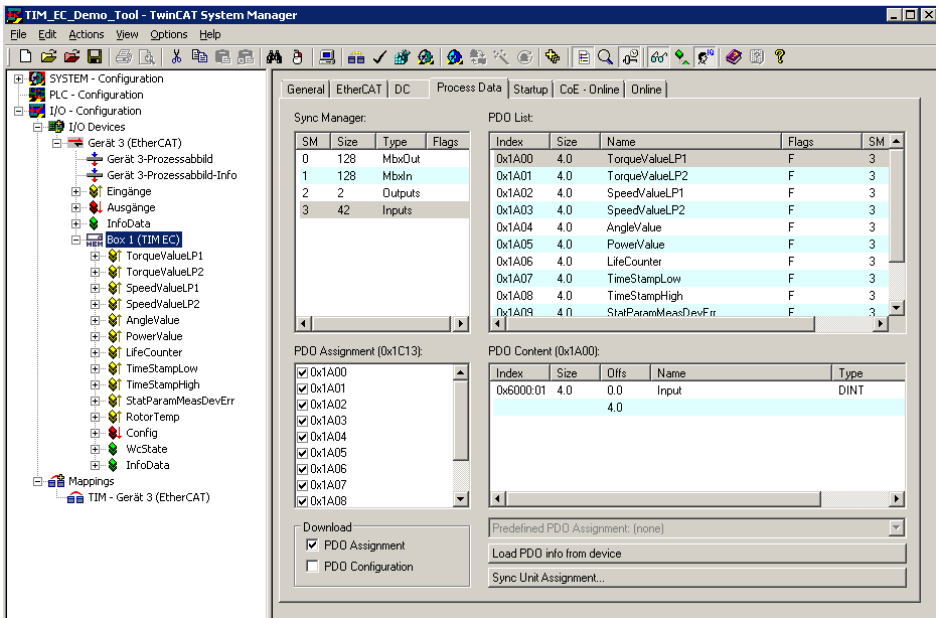 TIM_EC_Demo_Tool - TwinCAT System Manager
File Edit Actions View Options Help
SYSTEM - Configuration
PLC - Configuration
I/O - Configuration
I/O Devices
Gerät 3 (EtherCAT)
Gerät 3-Prozessabbild
Gerät 3-Prozessabbild-Info
Eingänge
Ausgänge
InfoData
Box 1 (TIM EC)
TorqueValueLP1
TorqueValueLP2
SpeedValueLP1
SpeedValueLP2
AngleValue
PowerValue
LifeCounter
TimeStampLow
TimeStampHigh
StatParamMeasDevErr
RotorTemp
Config
WcState
InfoData
Mappings
TIM - Gerät 3 (EtherCAT)
General EtherCAT DC Process Data Startup CoE - Online Online
Sync Manager:
SM Size Type Flags
0 128 MbxOut
1 128 MbxIn
2 2 Outputs
3 42 Inputs
PDO List:
Index Size Name Flags SM
0x1A00 4.0 TorqueValueLP1 F 3
0x1A01 4.0 TorqueValueLP2 F 3
0x1A02 4.0 SpeedValueLP1 F 3
0x1A03 4.0 SpeedValueLP2 F 3
0x1A04 4.0 AngleValue F 3
0x1A05 4.0 PowerValue F 3
0x1A06 4.0 LifeCounter F 3
0x1A07 4.0 TimeStampLow F 3
0x1A08 4.0 TimeStampHigh F 3
0x1A09 4.0 StatParamMeasDevErr F 3
PDO Assignment (0x1C13):
0x1A00
0x1A01
0x1A02
0x1A03
0x1A04
0x1A05
0x1A06
0x1A07
0x1A08
PDO Content (0x1A00):
Index Size Offs Name Type
0x6000:01 4.0 0.0 Input DINT
4.0
Download
PDO Assignment
PDO Configuration
Predefined PDO Assignment: (none)
Load PDO info from device
Sync Unit Assignment...